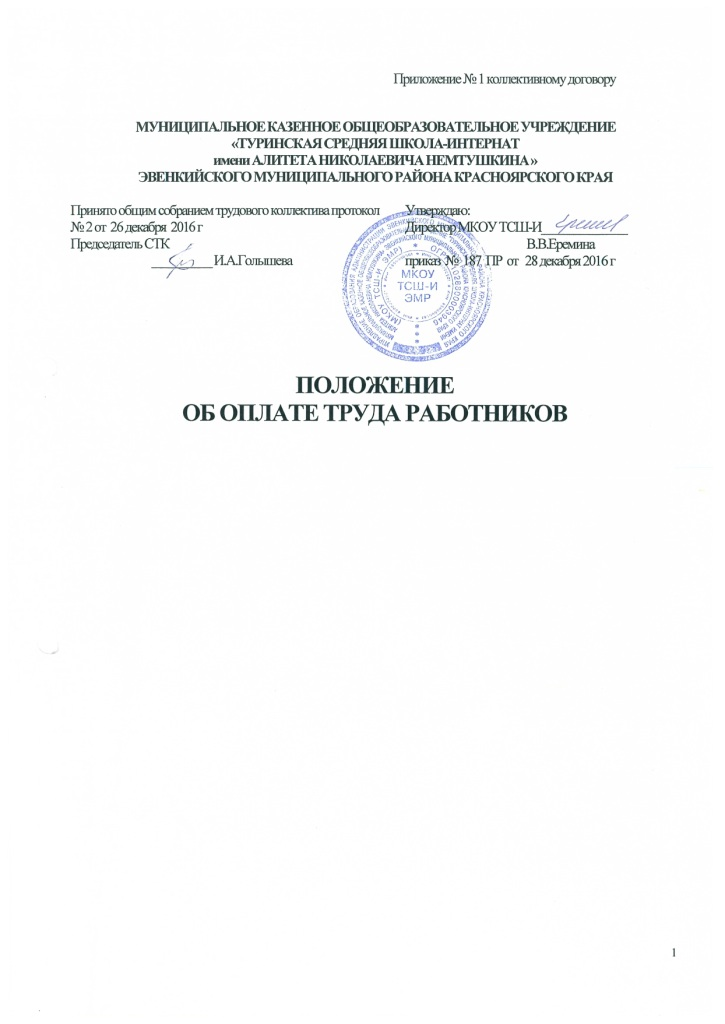 Приложение № 1 коллективному договору
МУНИЦИПАЛЬНОЕ КАЗЕННОЕ ОБЩЕОБРАЗОВАТЕЛЬНОЕ УЧРЕЖДЕНИЕ
«ТУРИНСКАЯ СРЕДНЯЯ ШКОЛА-ИНТЕРНАТ
имени АЛИТЕТА НИКОЛАЕВИЧА НЕМТУШКИНА »
ЭВЕНКИЙСКОГО МУНИЦИПАЛЬНОГО РАЙОНА КРАСНОЯРСКОГО КРАЯ
Принято общим собранием трудового коллектива протокол
№ 2 от 26 декабря 2016 г
Председатель СТК
И.А.Голышева
Утверждаю:
Директор МКОУ ТСШ-И
В.В.Еремина
приказ № 187 ПР от 28 декабря 2016 г
МКОУ
ТСШ-И
ЭМР
ПОЛОЖЕНИЕ
ОБ ОПЛАТЕ ТРУДА РАБОТНИКОВ
1